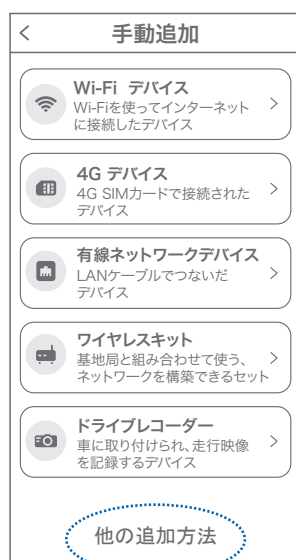 手動追加
Wi-Fi デバイス
Wi-Fiを使ってインターネット
に接続したデバイス
4G デバイス
4G SIMカードで接続された
デバイス
有線ネットワークデバイス
LANケーブルでつないだ
デバイス
ワイヤレスキット
基地局と組み合わせて使う、
ネットワークを構築できるセット
ドライブレコーダー
車に取り付けられ、走行映像
を記録するデバイス
他の追加方法